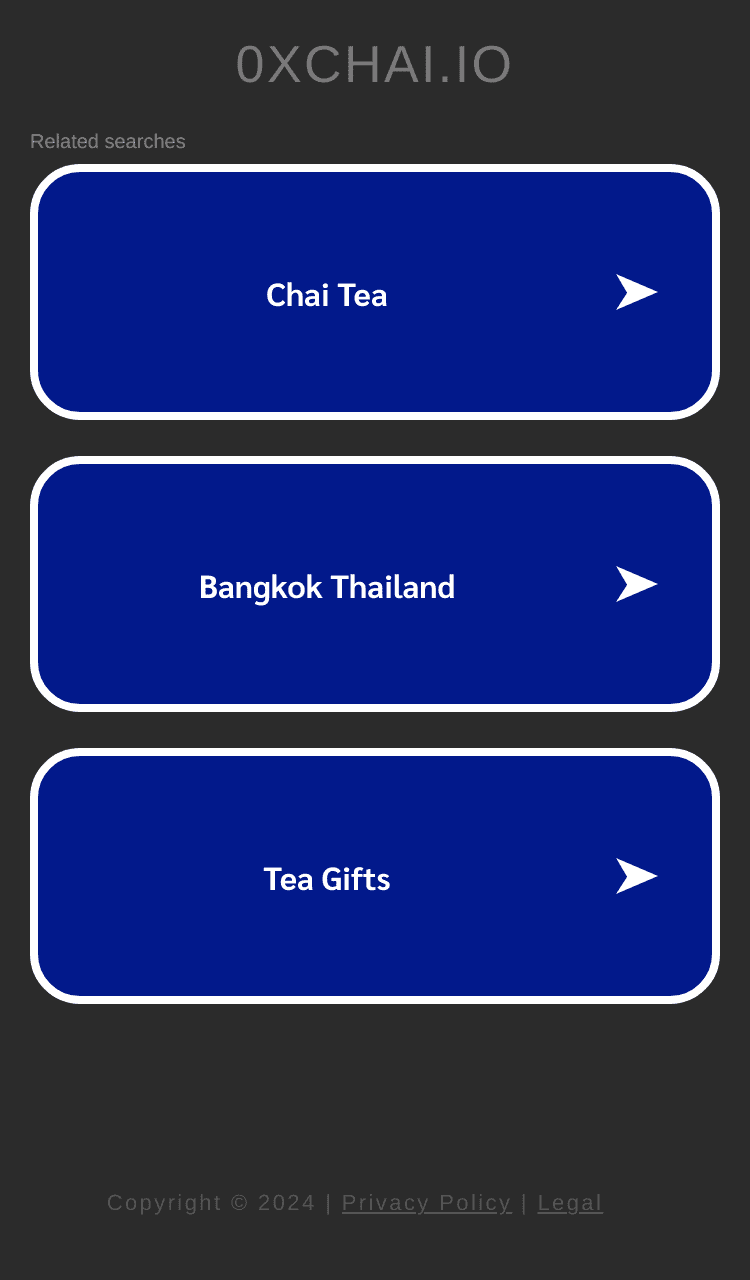 0XCHAI.IO
Related searches
Chai Tea
Bangkok Thailand
Tea Gifts
Copyright © 2024 | Privacy Policy | Legal